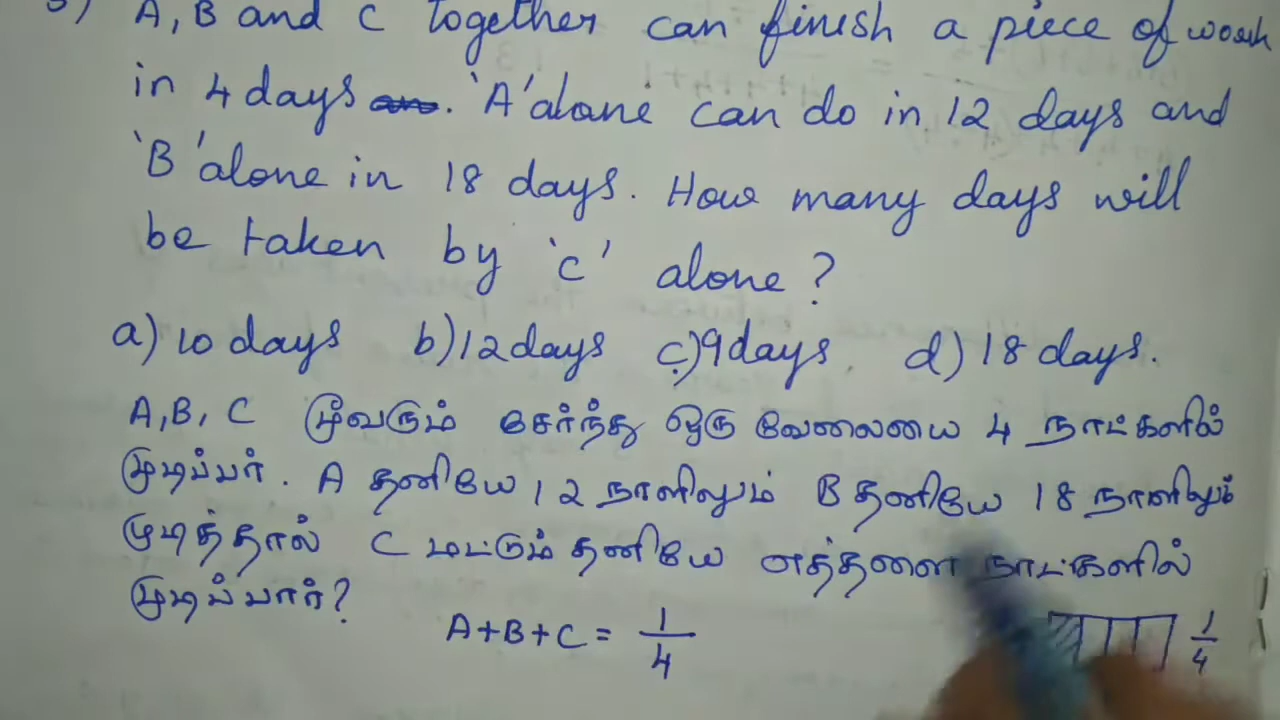 A, B and C together can finish a piece of work
in 4 days. 'A' alone can do in 12 days and
'B' alone in 18 days. How many days will
be taken by 'C' alone?
a) 10 days b) 12 days c) 9 days. d) 18 days.
A, B, C மூவரும் சேர்ந்து ஒரு வேலையை 4 நாட்களில்
முடிப்பர். A தனியே 12 நாளிலும் B தனியே 18 நாளிலும்
முடித்தால் C மட்டும் தனியே எத்தனை நாட்களில்
முடிப்பார்?
A+B+C = 1/4
1/4